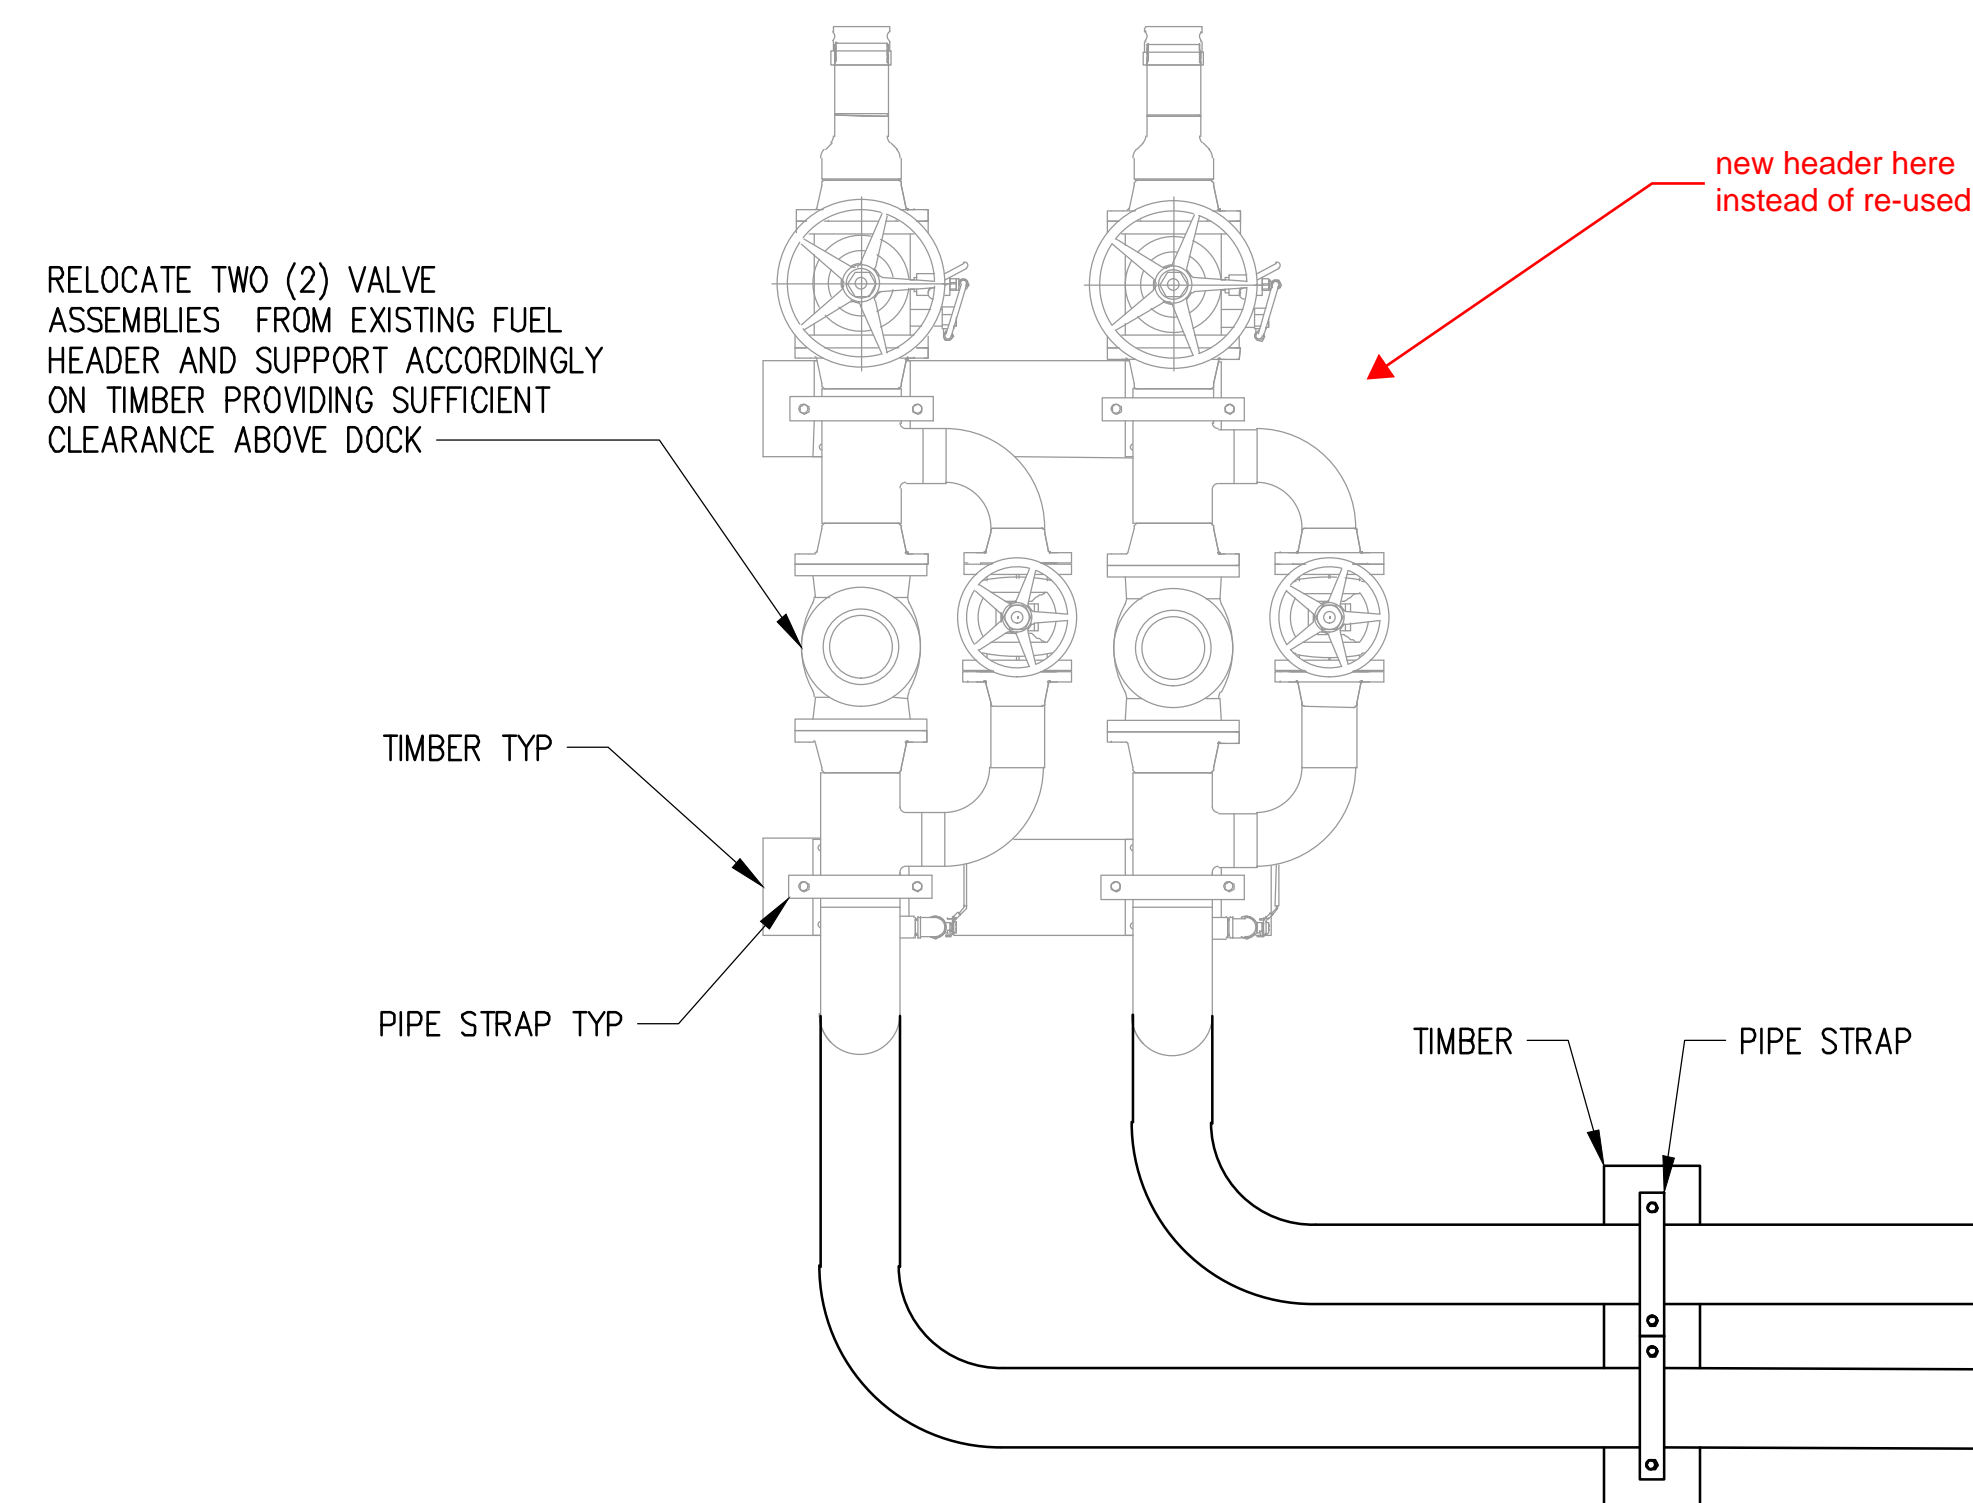 new header here
instead of re-used
RELOCATE TWO (2) VALVE
ASSEMBLIES FROM EXISTING FUEL
HEADER AND SUPPORT ACCORDINGLY
ON TIMBER PROVIDING SUFFICIENT
CLEARANCE ABOVE DOCK
TIMBER TYP
PIPE STRAP TYP
TIMBER
PIPE STRAP